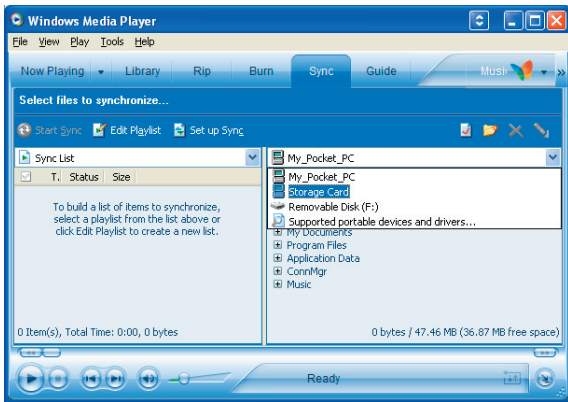 Windows Media Player
File View Play Tools Help
Now Playing Library Rip Burn Sync Guide Music
Select files to synchronize...
Start Sync Edit Playlist Set up Sync
Sync List My_Pocket_PC
T. Status Size
My_Pocket_PC
Storage Card
Removable Disk (F:)
Supported portable devices and drivers...
To build a list of items to synchronize,
select a playlist from the list above or
click Edit Playlist to create a new list.
My Documents
Program Files
Application Data
ConnMgr
Music
0 Item(s), Total Time: 0:00, 0 bytes
0 bytes / 47.46 MB (36.87 MB free space)
Ready